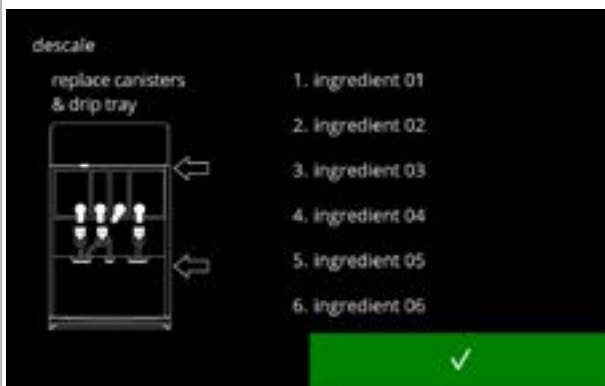 descale
replace canisters
& drip tray
1. ingredient 01
2. ingredient 02
3. ingredient 03
4. ingredient 04
5. ingredient 05
6. ingredient 06